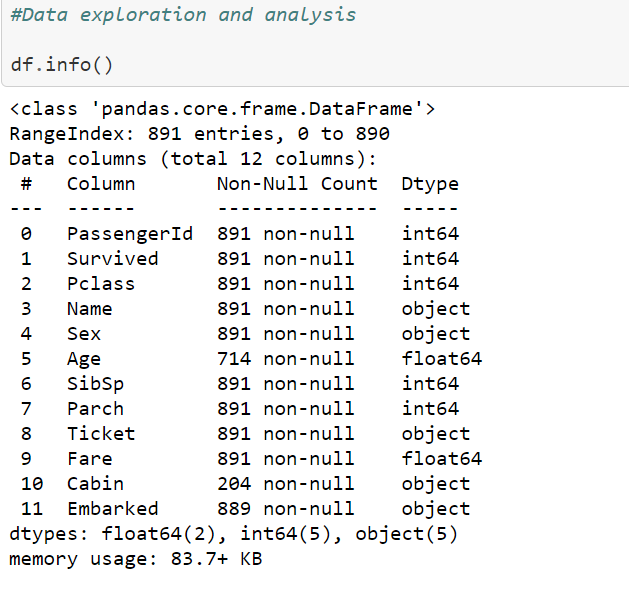 #Data exploration and analysis
df.info()
<class 'pandas.core.frame.DataFrame'>
RangeIndex: 891 entries, 0 to 890
Data columns (total 12 columns):
 #   Column       Non-Null Count  Dtype
---  ------       --------------  -----
 0   PassengerId  891 non-null    int64
 1   Survived     891 non-null    int64
 2   Pclass       891 non-null    int64
 3   Name         891 non-null    object
 4   Sex          891 non-null    object
 5   Age          714 non-null    float64
 6   SibSp        891 non-null    int64
 7   Parch        891 non-null    int64
 8   Ticket       891 non-null    object
 9   Fare         891 non-null    float64
 10  Cabin        204 non-null    object
 11  Embarked     889 non-null    object
dtypes: float64(2), int64(5), object(5)
memory usage: 83.7+ KB